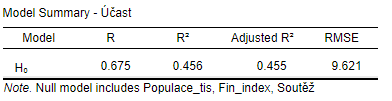 Model Summary - Účast
Model R R² Adjusted R² RMSE
H₀ 0.675 0.456 0.455 9.621
Note. Null model includes Populace_tis, Fin_index, Soutěž